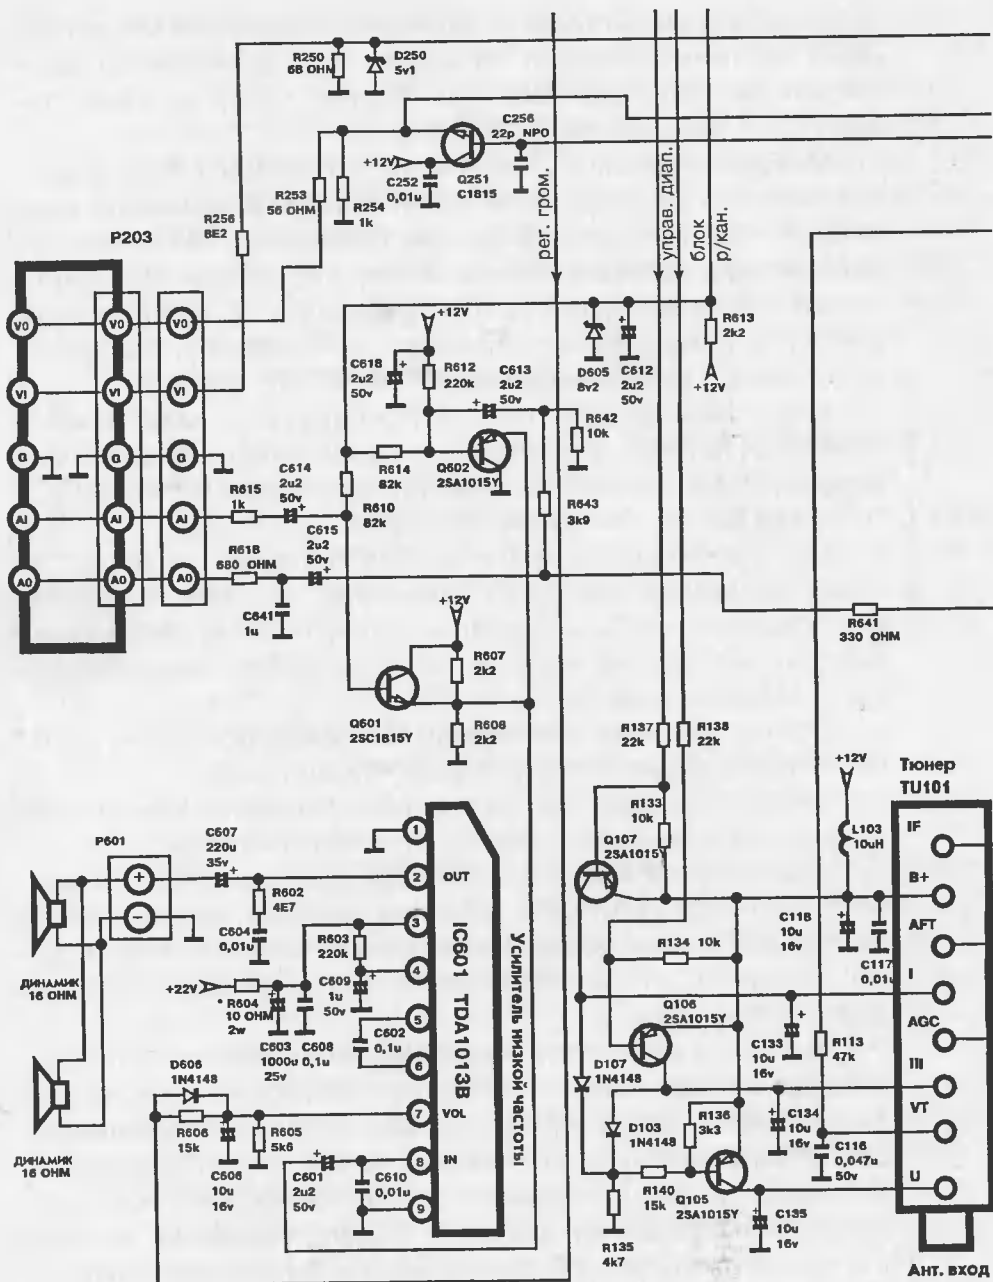 R250
68 OHM
D250
5v1
C256
22p NPO
+12V
C252
0,01u
Q251
C1815
R253
56 OHM
R254
1k
R256
8E2
P203
рег. гром.
управ. диап.
блок
р/кан.
V0
V0
V0
VI
VI
VI
G
G
G
AI
AI
AI
A0
A0
A0
+12V
C618
2u2
50v
R612
220k
C613
2u2
50v
D605
8v2
C612
2u2
50v
R613
2k2
+12V
R642
10k
R614
82k
Q602
2SA1015Y
C614
2u2
50v
R615
1k
R610
82k
R643
3k9
C615
2u2
50v
R618
680 OHM
C641
1u
+12V
R641
330 OHM
R607
2k2
Q601
2SC1815Y
R608
2k2
R137
22k
R138
22k
+12V
Тюнер
TU101
R133
10k
Q107
2SA1015Y
L103
10uH
IF
B+
AFT
I
AGC
III
VT
U
P601
+
−
C607
220u
35v
R602
4E7
C604
0,01u
R603
220k
+22V
R604
10 OHM
2w
C609
1u
50v
C603
1000u
25v
C608
0,1u
C602
0,1u
1
2
OUT
3
4
5
6
7
VOL
8
IN
9
IC601 TDA1013B
Усилитель низкой частоты
ДИНАМИК
16 OHM
ДИНАМИК
16 OHM
D606
1N4148
R606
15k
R605
5k6
C606
10u
16v
C601
2u2
50v
C610
0,01u
R134 10k
C118
10u
16v
C117
0,01u
Q106
2SA1015Y
D107
1N4148
C133
10u
16v
R113
47k
D103
1N4148
R136
3k3
C134
10u
16v
C116
0,047u
50v
R140
15k
Q105
2SA1015Y
R135
4k7
C135
10u
16v
Ант. вход